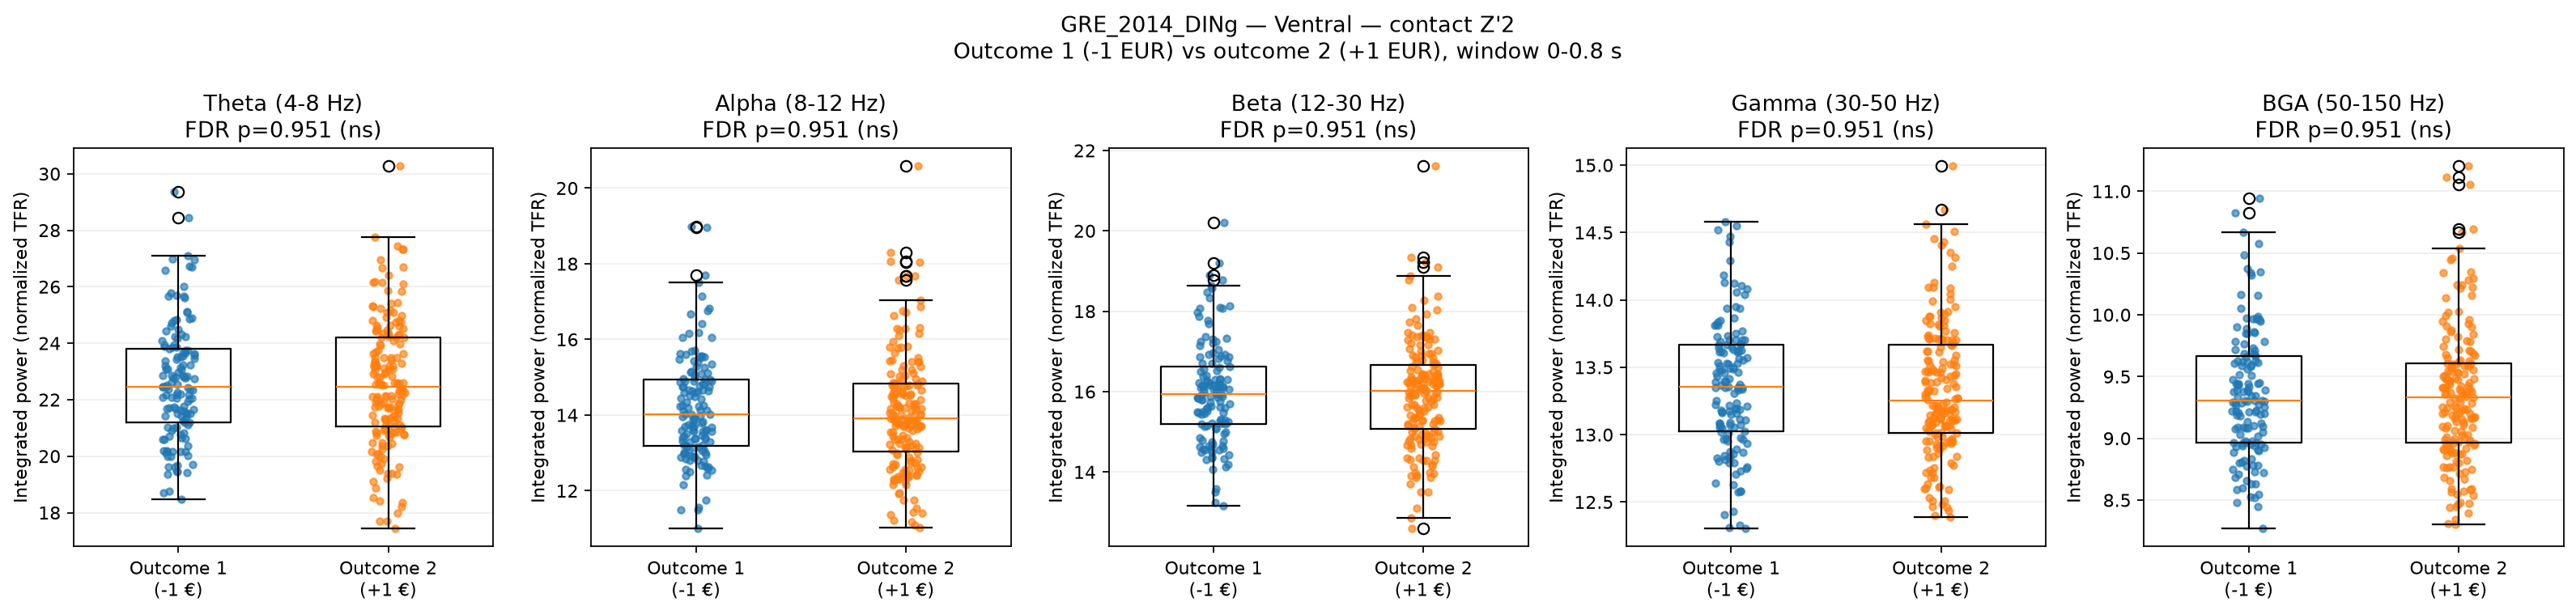 GRE_2014_DINg — Ventral — contact Z'2
Outcome 1 (-1 EUR) vs outcome 2 (+1 EUR), window 0-0.8 s
Theta (4-8 Hz)
FDR p=0.951 (ns)
Integrated power (normalized TFR)
30
28
26
24
22
20
18
Outcome 1
(-1 €)
Outcome 2
(+1 €)
Alpha (8-12 Hz)
FDR p=0.951 (ns)
Integrated power (normalized TFR)
20
18
16
14
12
Outcome 1
(-1 €)
Outcome 2
(+1 €)
Beta (12-30 Hz)
FDR p=0.951 (ns)
Integrated power (normalized TFR)
22
20
18
16
14
Outcome 1
(-1 €)
Outcome 2
(+1 €)
Gamma (30-50 Hz)
FDR p=0.951 (ns)
Integrated power (normalized TFR)
15.0
14.5
14.0
13.5
13.0
12.5
Outcome 1
(-1 €)
Outcome 2
(+1 €)
BGA (50-150 Hz)
FDR p=0.951 (ns)
Integrated power (normalized TFR)
11.0
10.5
10.0
9.5
9.0
8.5
Outcome 1
(-1 €)
Outcome 2
(+1 €)